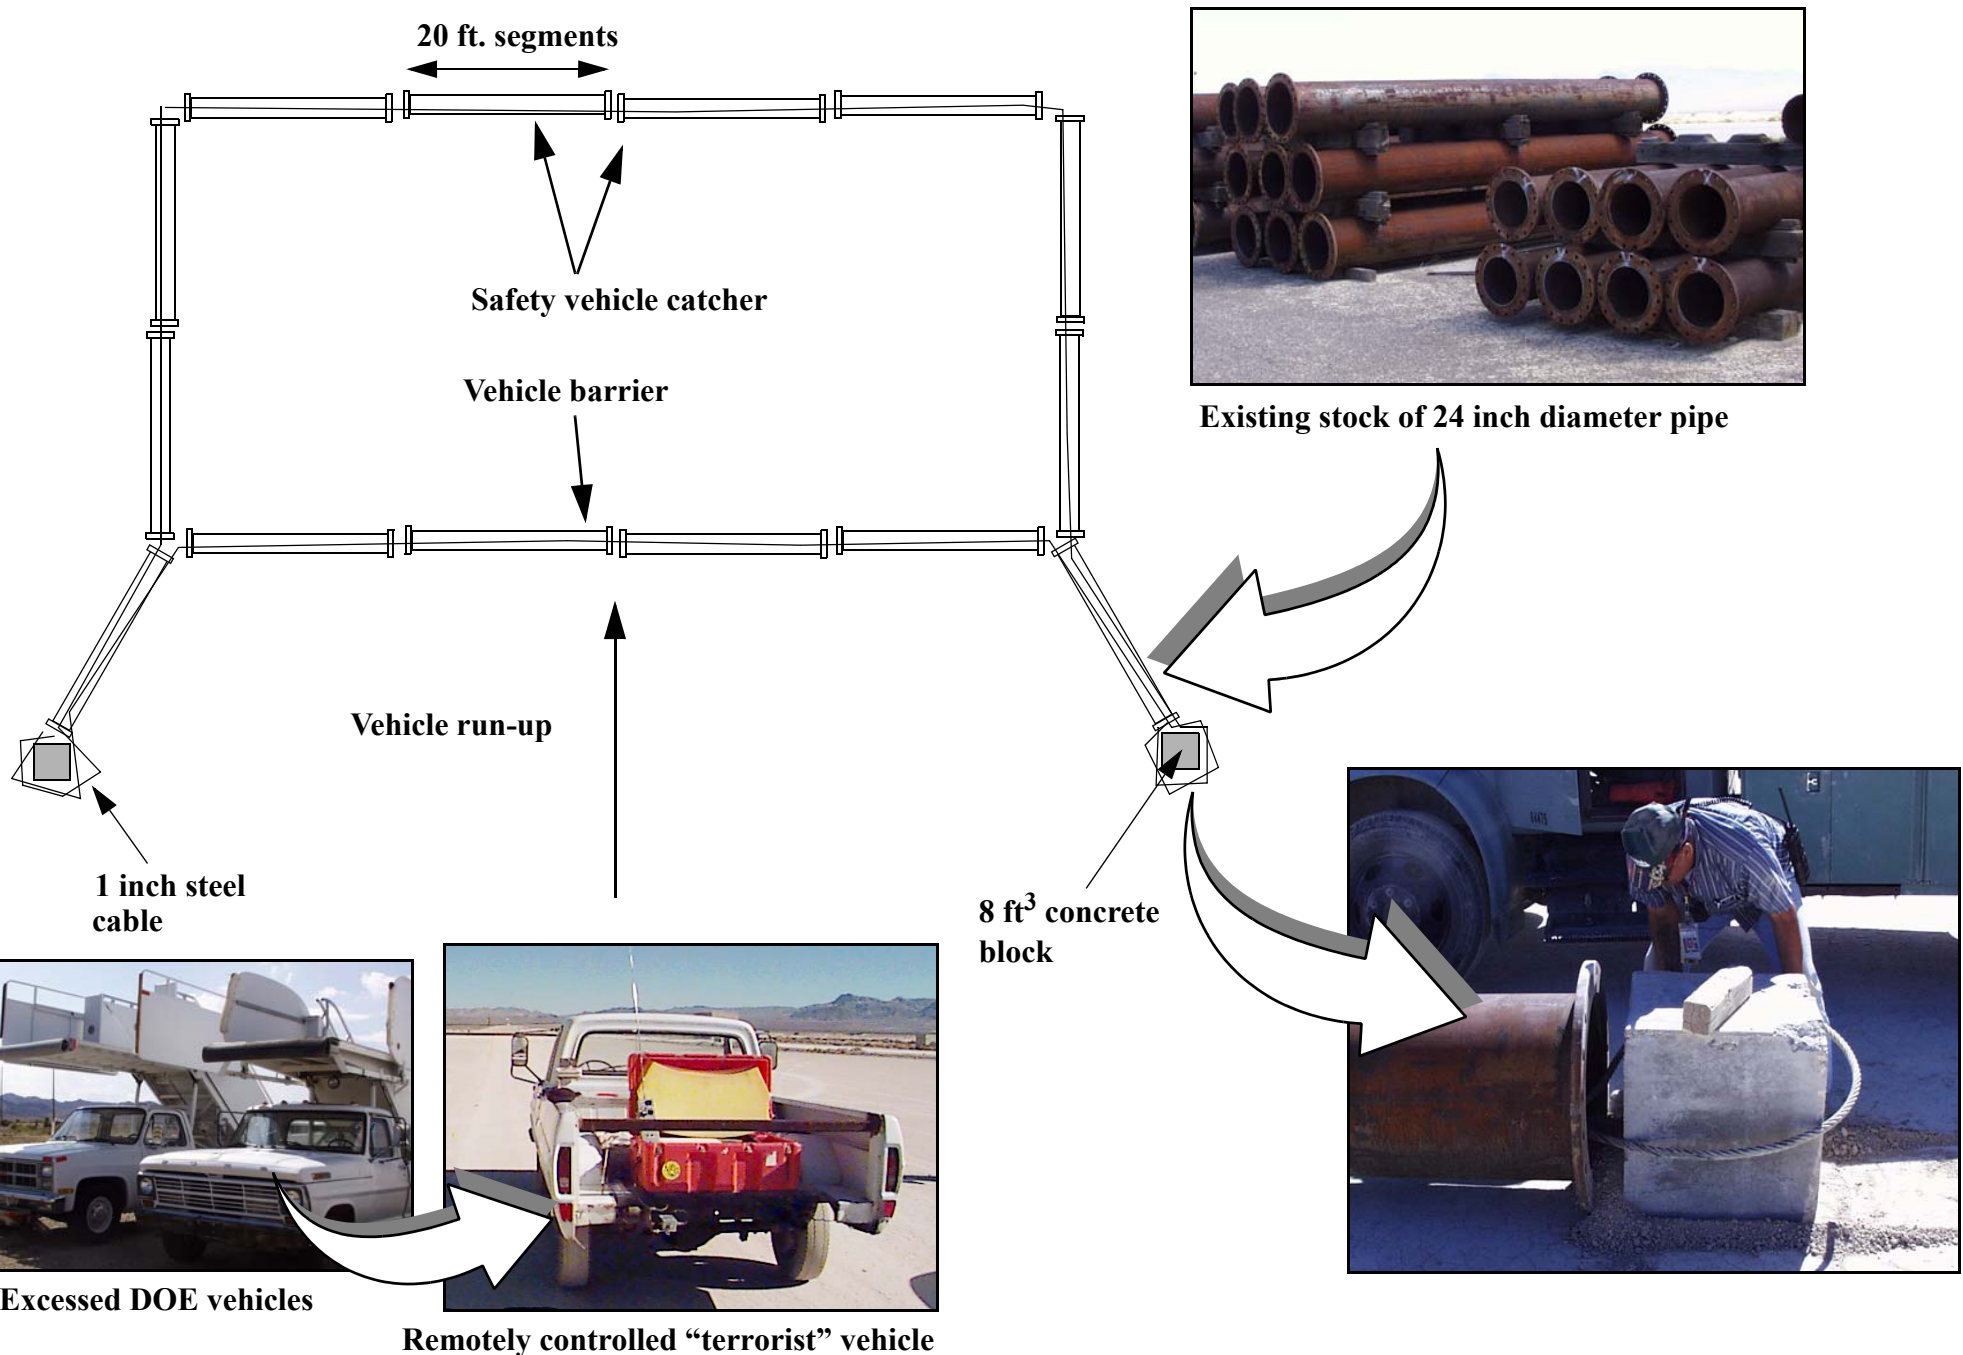 20 ft. segments
Safety vehicle catcher
Vehicle barrier
Existing stock of 24 inch diameter pipe
Vehicle run-up
1 inch steel
cable
8 ft³ concrete
block
Excessed DOE vehicles
Remotely controlled “terrorist” vehicle